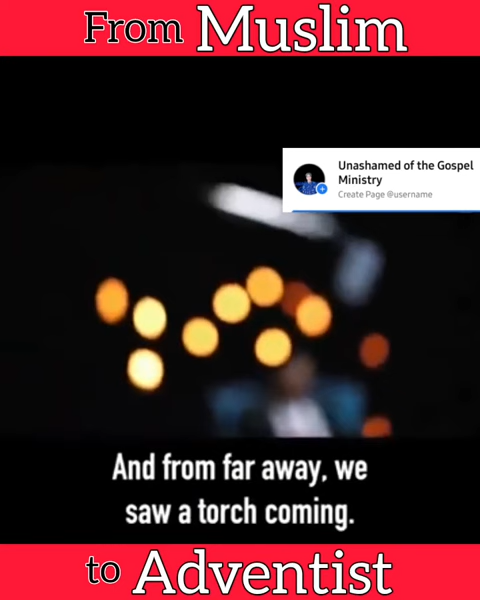 From Muslim
Unashamed of the Gospel
Ministry
Create Page @username
And from far away, we
saw a torch coming.
to Adventist